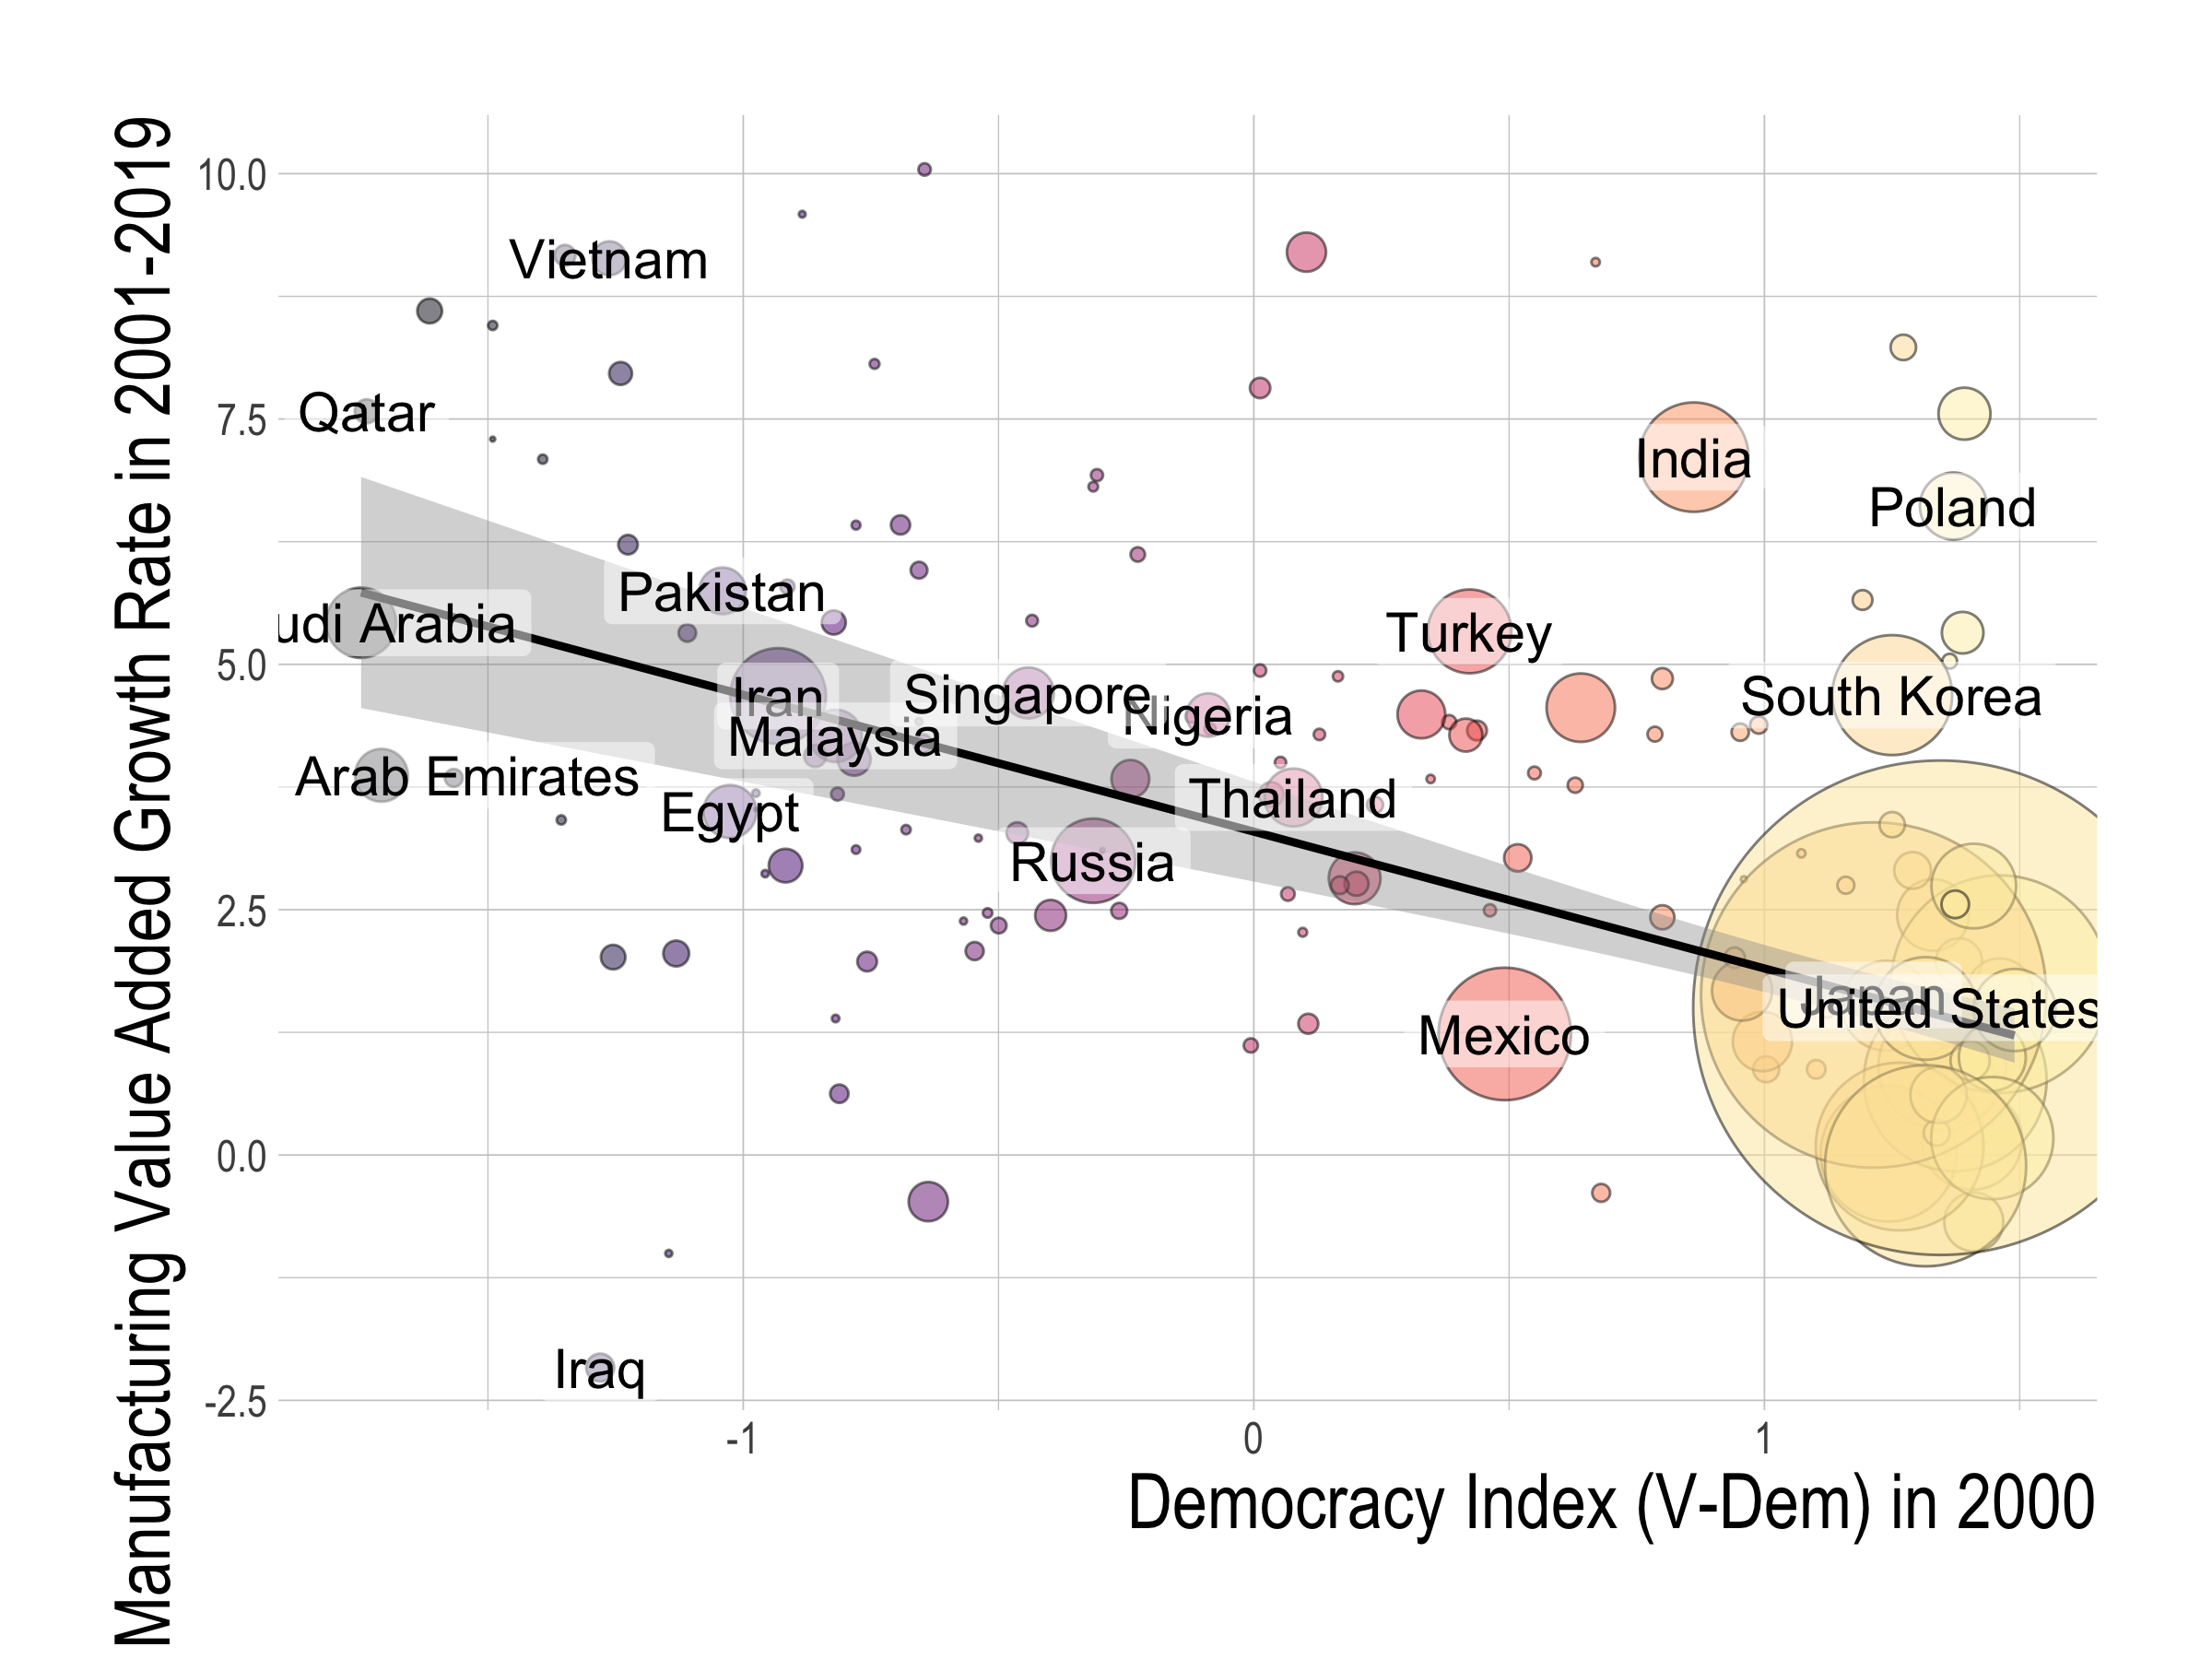 Manufacturing Value Added Growth Rate in 2001-2019
10.0
7.5
5.0
2.5
0.0
-2.5
Vietnam
Qatar
India
Poland
Pakistan
udi Arabia
Turkey
Iran
Singapore
Nigeria
South Korea
Malaysia
Arab Emirates
Egypt
Thailand
Russia
Japan
United States
Mexico
Iraq
-1
0
1
Democracy Index (V-Dem) in 2000